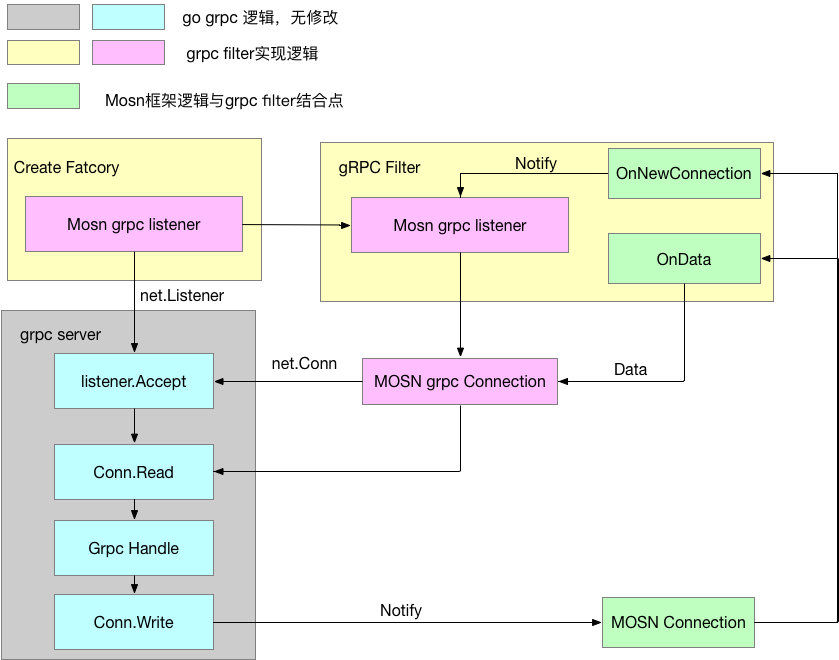 go grpc 逻辑，无修改
grpc filter实现逻辑
Mosn框架逻辑与grpc filter结合点
Create Fatcory
Mosn grpc listener
gRPC Filter
Notify
OnNewConnection
Mosn grpc listener
OnData
net.Listener
grpc server
listener.Accept
net.Conn
MOSN grpc Connection
Data
Conn.Read
Grpc Handle
Conn.Write
Notify
MOSN Connection